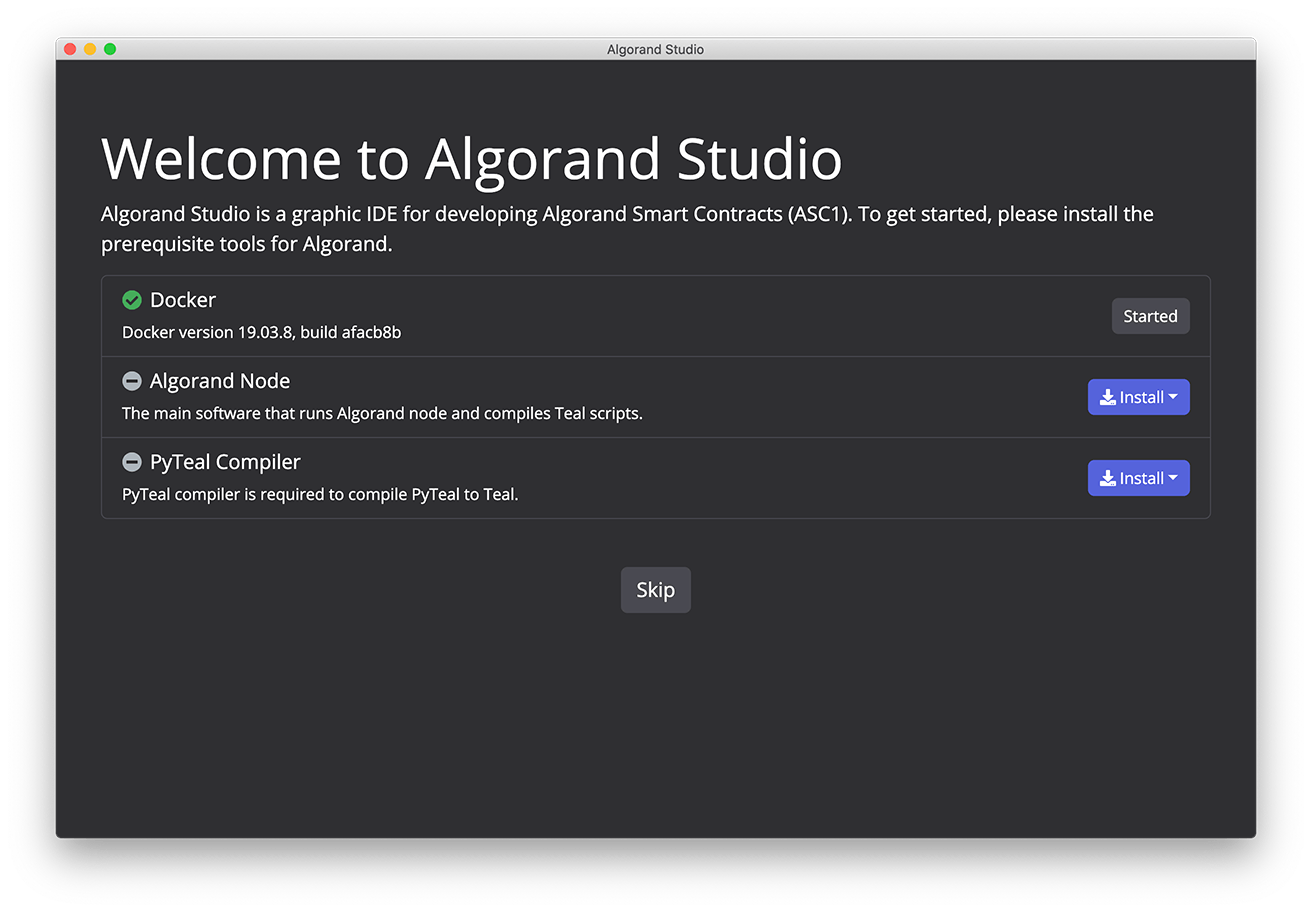 Algorand Studio
Welcome to Algorand Studio
Algorand Studio is a graphic IDE for developing Algorand Smart Contracts (ASC1). To get started, please install the
prerequisite tools for Algorand.
Docker
Docker version 19.03.8, build afacb8b
Started
Algorand Node
The main software that runs Algorand node and compiles Teal scripts.
Install
PyTeal Compiler
PyTeal compiler is required to compile PyTeal to Teal.
Install
Skip